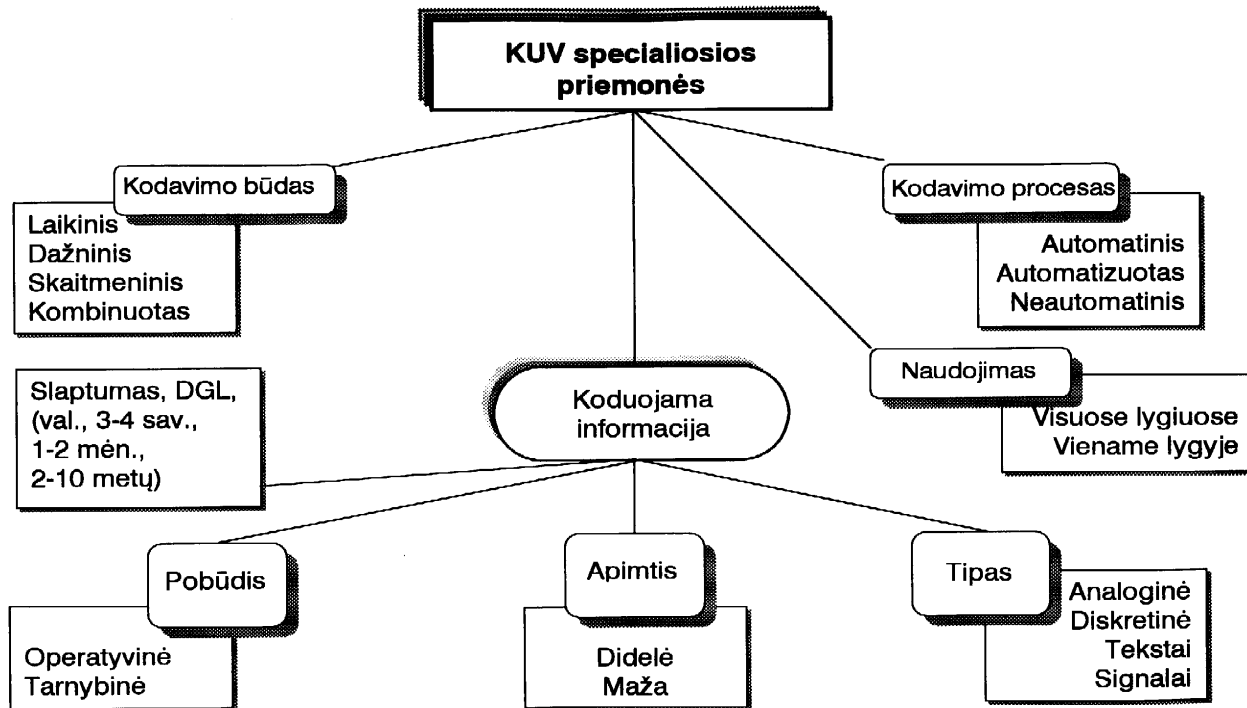 KUV specialiosios
priemonės
Kodavimo būdas
Laikinis
Dažninis
Skaitmeninis
Kombinuotas
Kodavimo procesas
Automatinis
Automatizuotas
Neautomatinis
Naudojimas
Visuose lygiuose
Viename lygyje
Koduojama
informacija
Slaptumas, DGL,
(val., 3-4 sav.,
1-2 mėn.,
2-10 metų)
Pobūdis
Operatyvinė
Tarnybinė
Apimtis
Didelė
Maža
Tipas
Analoginė
Diskretinė
Tekstai
Signalai